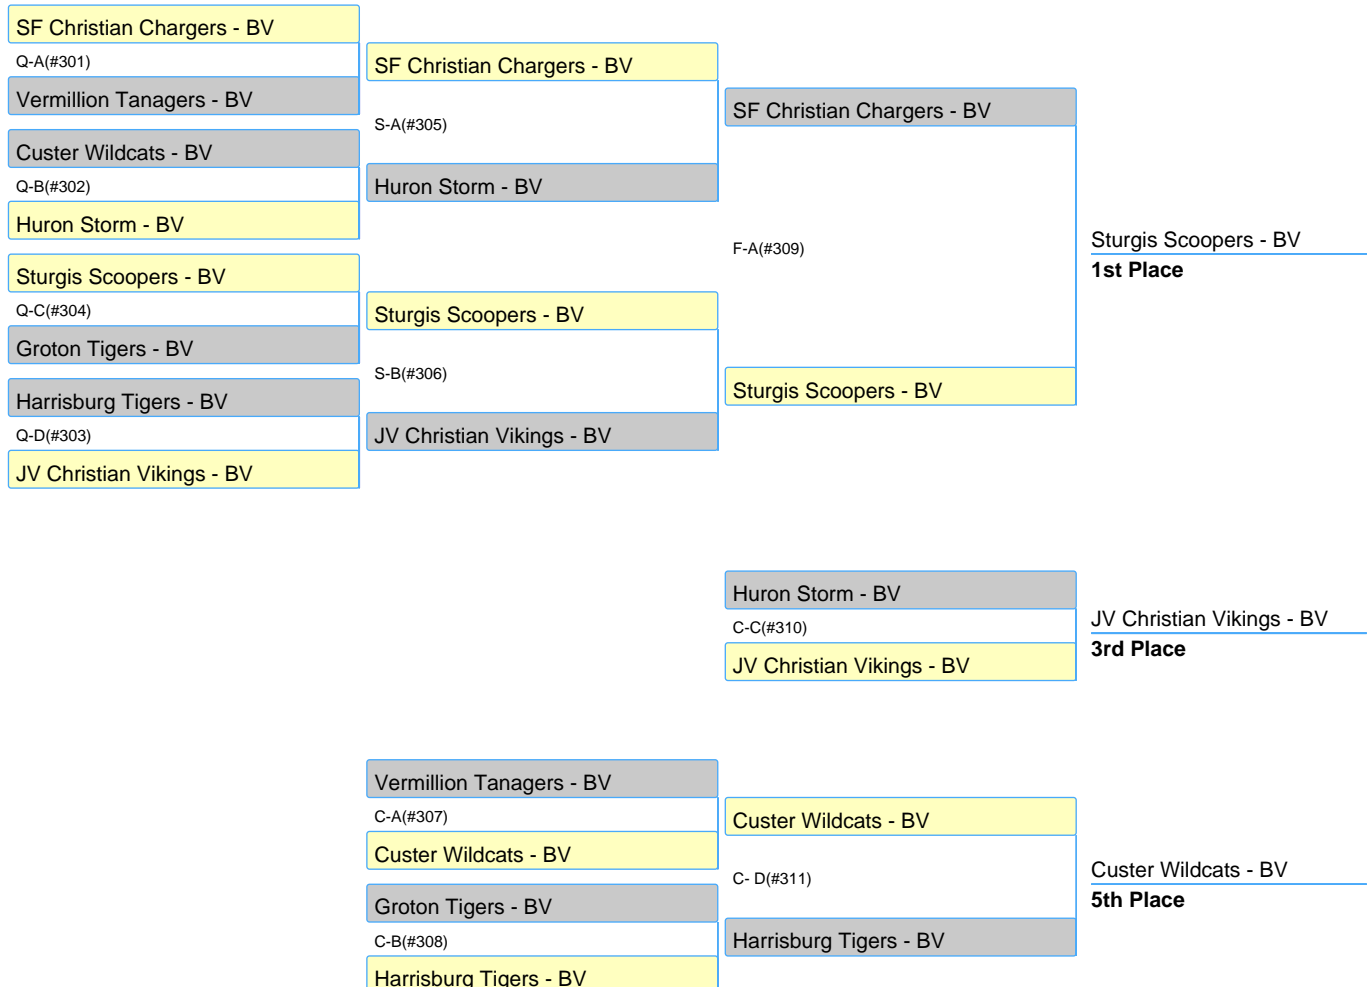 SF Christian Chargers - BV
Q-A(#301)
Vermillion Tanagers - BV
Custer Wildcats - BV
Q-B(#302)
Huron Storm - BV
Sturgis Scoopers - BV
Q-C(#304)
Groton Tigers - BV
Harrisburg Tigers - BV
Q-D(#303)
JV Christian Vikings - BV
SF Christian Chargers - BV
S-A(#305)
Huron Storm - BV
Sturgis Scoopers - BV
S-B(#306)
JV Christian Vikings - BV
SF Christian Chargers - BV
F-A(#309)
Sturgis Scoopers - BV
Sturgis Scoopers - BV
1st Place
Huron Storm - BV
C-C(#310)
JV Christian Vikings - BV
JV Christian Vikings - BV
3rd Place
Vermillion Tanagers - BV
C-A(#307)
Custer Wildcats - BV
Groton Tigers - BV
C-B(#308)
Harrisburg Tigers - BV
Custer Wildcats - BV
C- D(#311)
Harrisburg Tigers - BV
Custer Wildcats - BV
5th Place